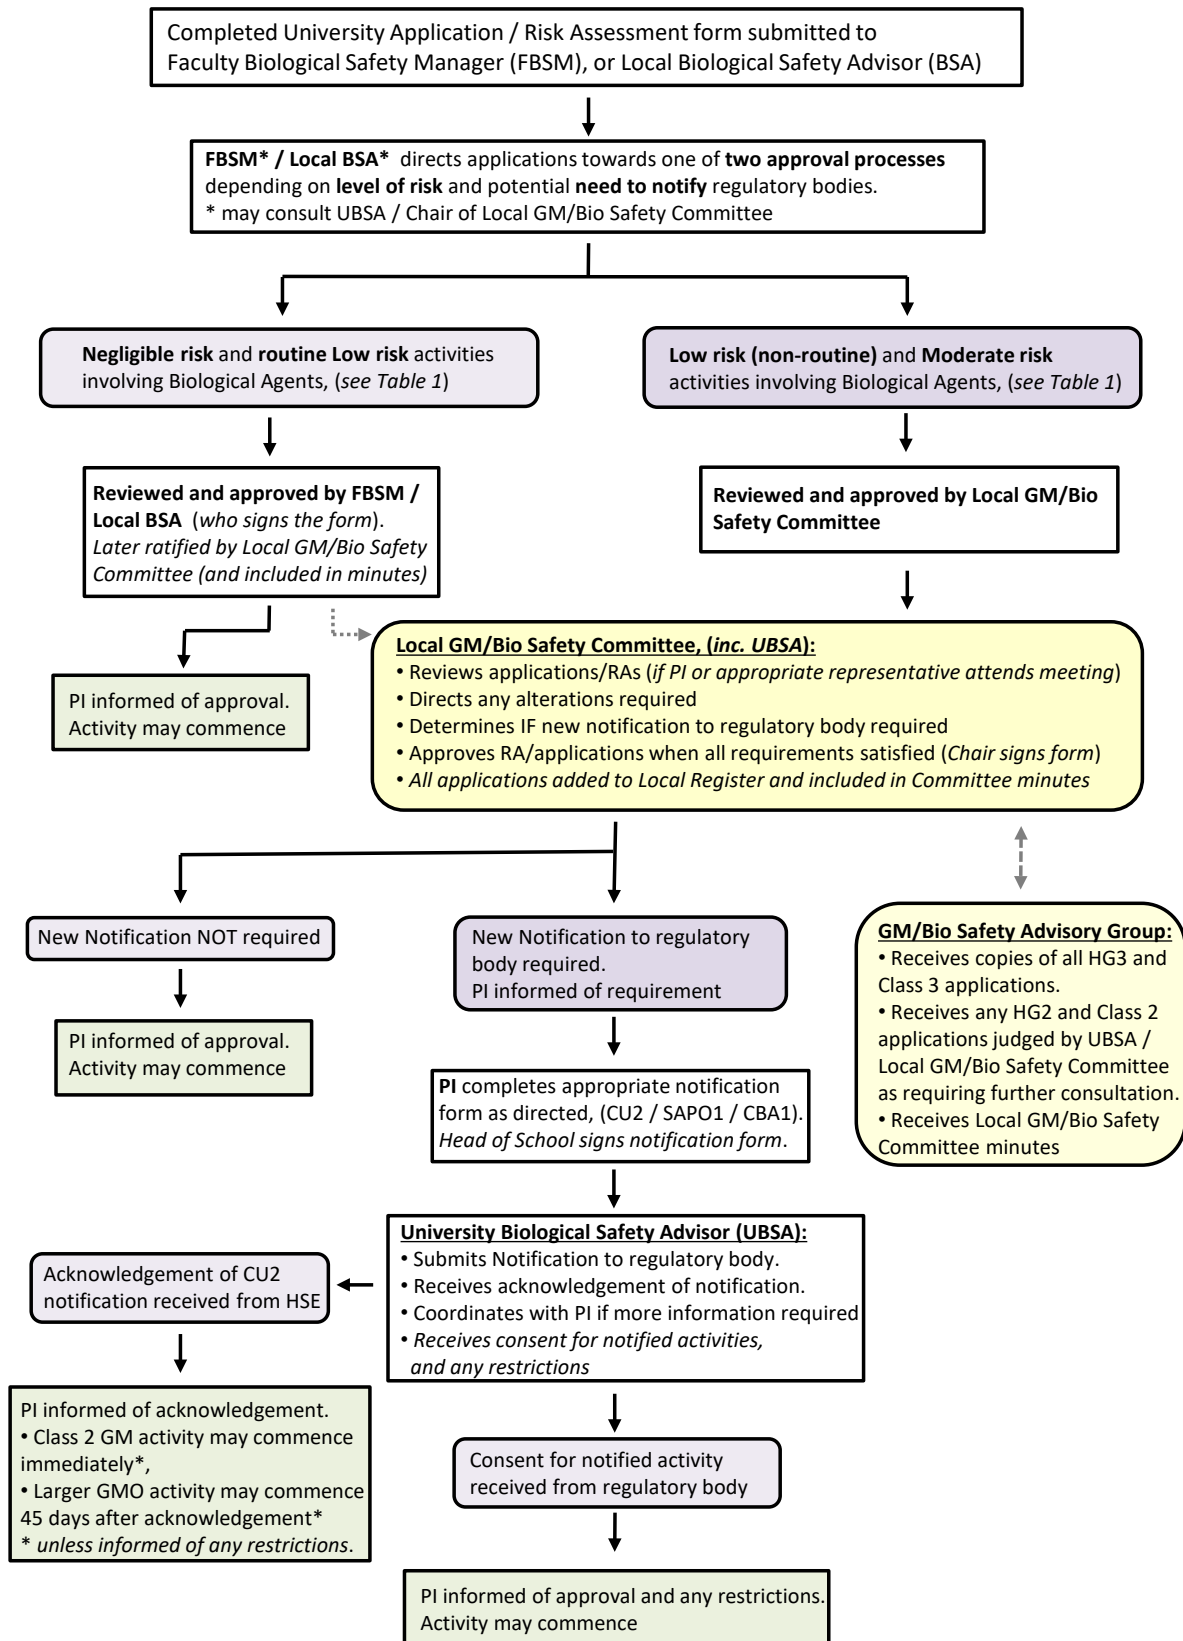 Completed University Application / Risk Assessment form submitted to
Faculty Biological Safety Manager (FBSM), or Local Biological Safety Advisor (BSA)
FBSM* / Local BSA* directs applications towards one of two approval processes
depending on level of risk and potential need to notify regulatory bodies.
* may consult UBSA / Chair of Local GM/Bio Safety Committee
Negligible risk and routine Low risk activities
involving Biological Agents, (see Table 1)
Low risk (non-routine) and Moderate risk
activities involving Biological Agents, (see Table 1)
Reviewed and approved by FBSM /
Local BSA (who signs the form).
Later ratified by Local GM/Bio Safety
Committee (and included in minutes)
Reviewed and approved by Local GM/Bio
Safety Committee
PI informed of approval.
Activity may commence
Local GM/Bio Safety Committee, (inc. UBSA):
• Reviews applications/RAs (if PI or appropriate representative attends meeting)
• Directs any alterations required
• Determines IF new notification to regulatory body required
• Approves RA/applications when all requirements satisfied (Chair signs form)
• All applications added to Local Register and included in Committee minutes
New Notification NOT required
New Notification to regulatory
body required.
PI informed of requirement
GM/Bio Safety Advisory Group:
• Receives copies of all HG3 and
Class 3 applications.
• Receives any HG2 and Class 2
applications judged by UBSA /
Local GM/Bio Safety Committee
as requiring further consultation.
• Receives Local GM/Bio Safety
Committee minutes
PI informed of approval.
Activity may commence
PI completes appropriate notification
form as directed, (CU2 / SAPO1 / CBA1).
Head of School signs notification form.
University Biological Safety Advisor (UBSA):
• Submits Notification to regulatory body.
• Receives acknowledgement of notification.
• Coordinates with PI if more information required
• Receives consent for notified activities,
and any restrictions
Acknowledgement of CU2
notification received from HSE
PI informed of acknowledgement.
• Class 2 GM activity may commence
immediately*,
• Larger GMO activity may commence
45 days after acknowledgement*
* unless informed of any restrictions.
Consent for notified activity
received from regulatory body
PI informed of approval and any restrictions.
Activity may commence